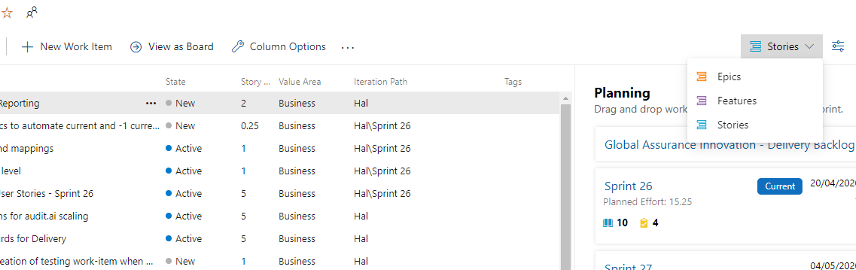 New Work Item View as Board Column Options ... Stories
State Story ... Value Area Iteration Path Tags
Epics
Features
Stories
Planning
Drag and drop work print.
Reporting ... New 2 Business Hal
cs to automate current and -1 curre... New 0.25 Business Hal\Sprint 26
nd mappings Active 1 Business Hal\Sprint 26
level Active 1 Business Hal\Sprint 26
User Stories - Sprint 26 Active 5 Business Hal\Sprint 26
ns for audit.ai scaling Active 5 Business Hal
rds for Delivery Active 5 Business Hal
reation of testing work-item when ... New 1 Business Hal
Global Assurance Innovation - Delivery Backlog
Sprint 26 Current 20/04/202
Planned Effort: 15.25
10 4
Sprint 27 04/05/202